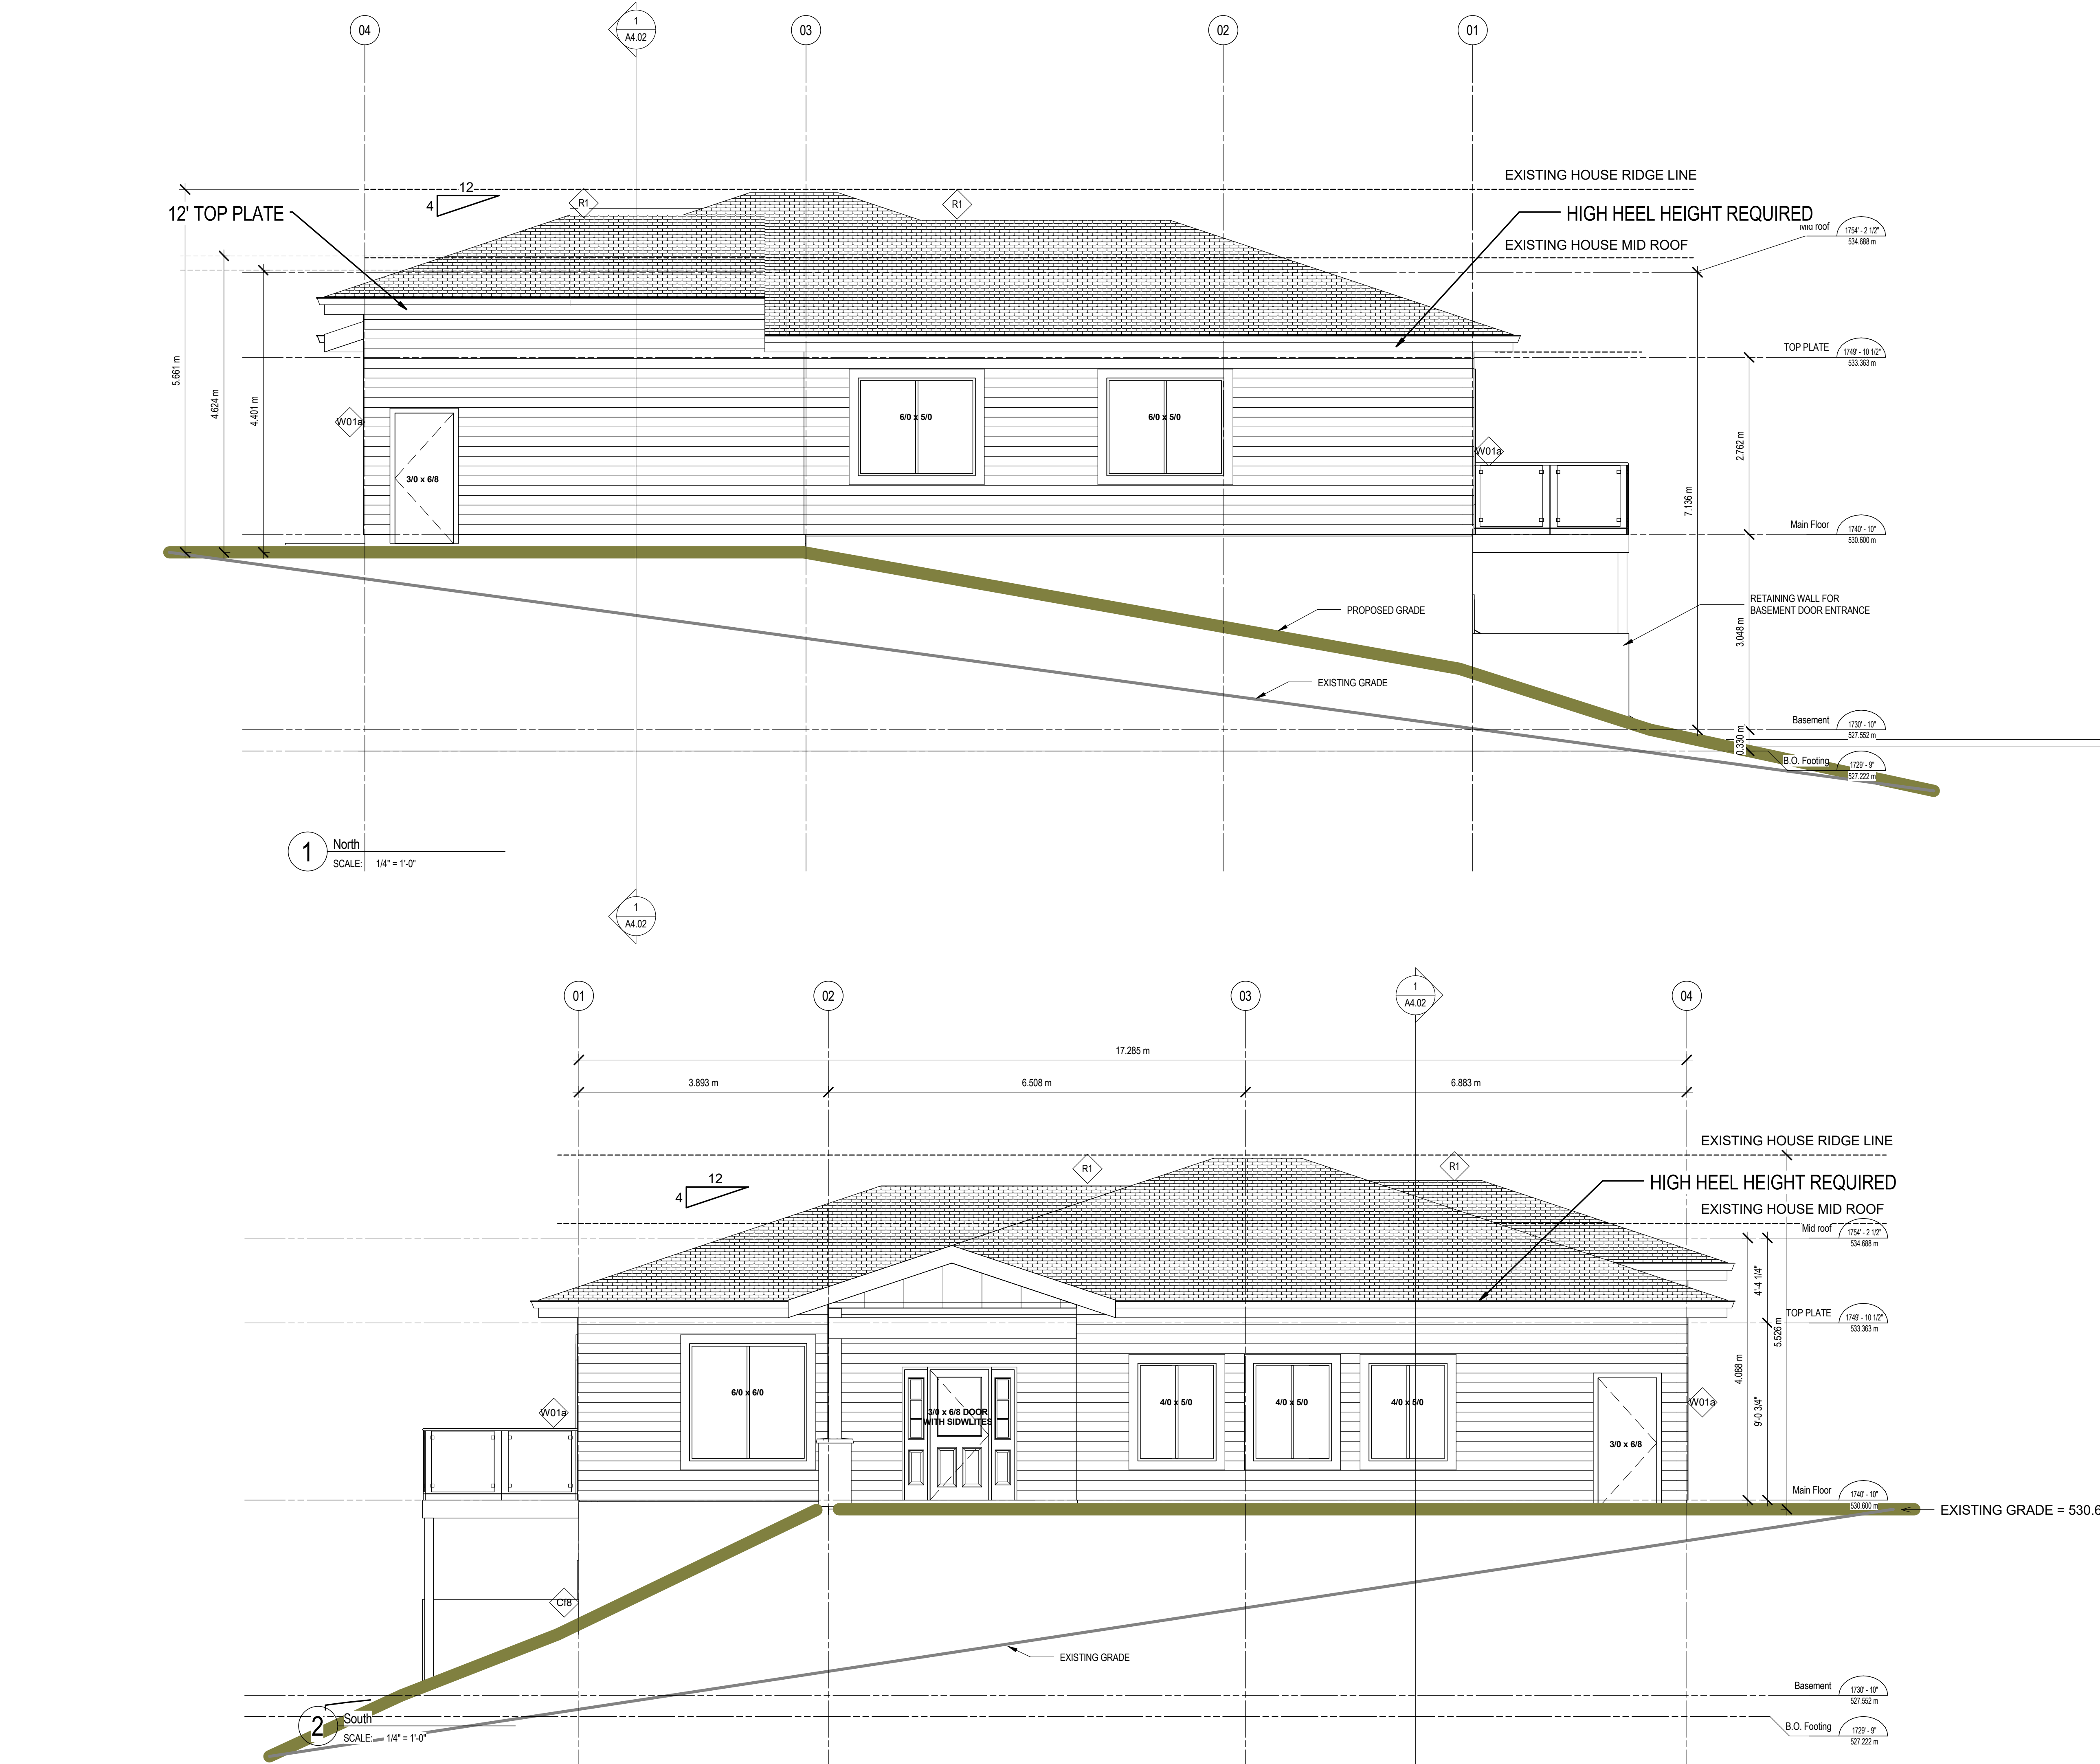 04
1
A4.02
03
02
01
EXISTING HOUSE RIDGE LINE
12
4
R1
R1
12' TOP PLATE
HIGH HEEL HEIGHT REQUIRED
Mid roof
1754' - 2 1/2"
534.688 m
EXISTING HOUSE MID ROOF
TOP PLATE
1749' - 10 1/2"
533.363 m
5.661 m
4.624 m
4.401 m
W01a
6/0 x 5/0
6/0 x 5/0
W01a
2.762 m
3/0 x 6/8
7.136 m
Main Floor
1740' - 10"
530.600 m
PROPOSED GRADE
RETAINING WALL FOR
BASEMENT DOOR ENTRANCE
3.048 m
EXISTING GRADE
Basement
1730' - 10"
527.552 m
0.330 m
B.O. Footing
1729' - 9"
527.222 m
1
North
SCALE: 1/4" = 1'-0"
1
A4.02
01
02
03
1
A4.02
04
17.285 m
3.893 m
6.508 m
6.883 m
EXISTING HOUSE RIDGE LINE
R1
R1
12
4
HIGH HEEL HEIGHT REQUIRED
EXISTING HOUSE MID ROOF
Mid roof
1754' - 2 1/2"
534.688 m
4'-4 1/4"
TOP PLATE
1749' - 10 1/2"
533.363 m
5.526 m
4.088 m
9'-0 3/4"
6/0 x 6/0
W01a
3/0 x 6/8 DOOR
WITH SIDWLITES
4/0 x 5/0
4/0 x 5/0
4/0 x 5/0
W01a
3/0 x 6/8
Main Floor
1740' - 10"
530.600 m
EXISTING GRADE = 530.6
Cf8
EXISTING GRADE
Basement
1730' - 10"
527.552 m
B.O. Footing
1729' - 9"
527.222 m
2
South
SCALE: 1/4" = 1'-0"